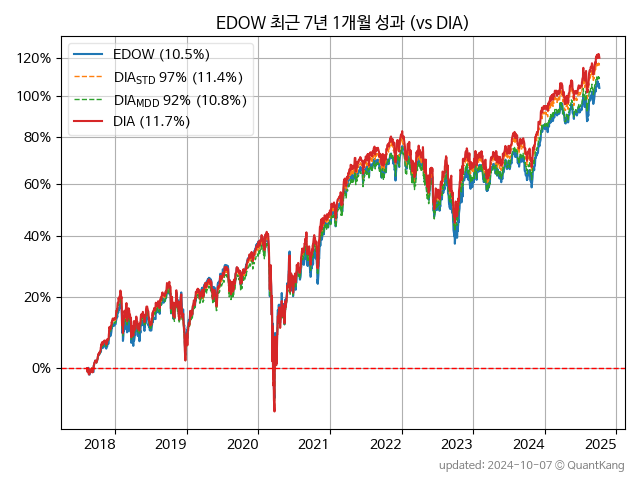 EDOW 최근 7년 1개월 성과 (vs DIA)
EDOW (10.5%)
DIA_STD 97% (11.4%)
DIA_MDD 92% (10.8%)
DIA (11.7%)
120%
100%
80%
60%
40%
20%
0%
2018 2019 2020 2021 2022 2023 2024 2025
updated: 2024-10-07 © QuantKang